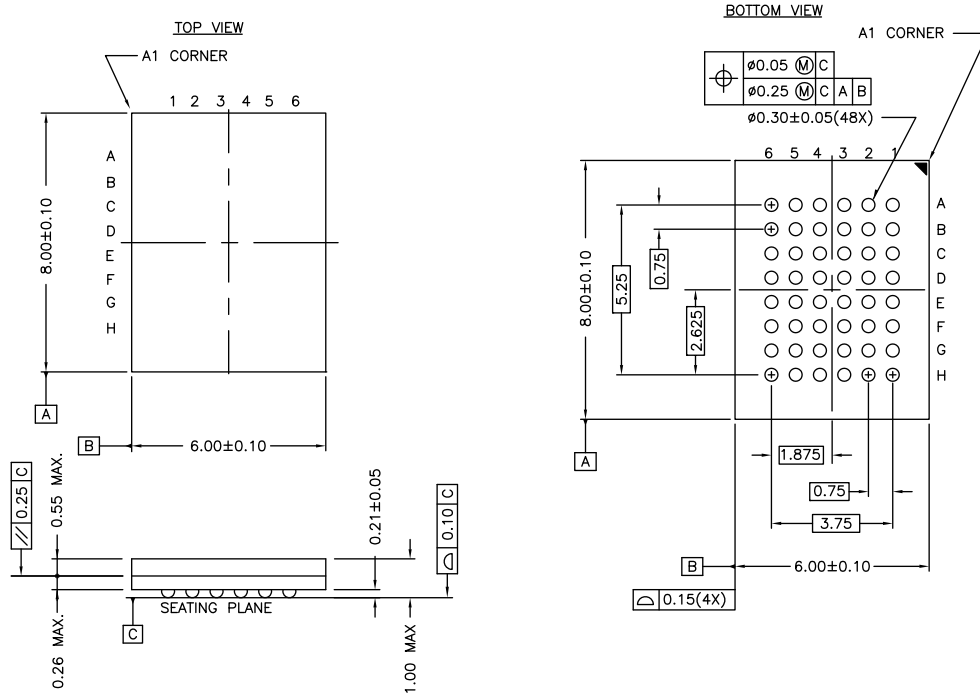 TOP VIEW
A1 CORNER
1 2 3 4 5 6
A
B
C
D
E
F
G
H
8.00±0.10
A
B
6.00±0.10
// 0.25 C
0.55 MAX.
0.21±0.05
⌓ 0.10 C
SEATING PLANE
C
0.26 MAX.
1.00 MAX
BOTTOM VIEW
A1 CORNER
⌖ ø0.05 Ⓜ C
ø0.25 Ⓜ C A B
ø0.30±0.05(48X)
6 5 4 3 2 1
A
B
C
D
E
F
G
H
8.00±0.10
5.25
0.75
2.625
A
1.875
0.75
3.75
B
6.00±0.10
⌓ 0.15(4X)